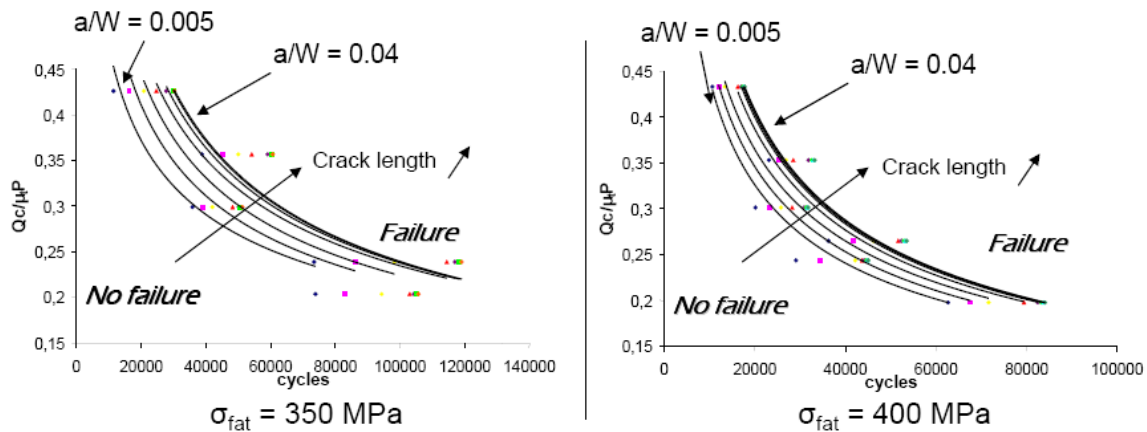 a/W = 0.005
a/W = 0.04
0,45
0,4
0,35
0,3
0,25
0,2
0,15
Qc/μfP
Crack length
Failure
No failure
0 20000 40000 60000 80000 100000 120000 140000
cycles
σfat = 350 MPa
a/W = 0.005
a/W = 0.04
0,45
0,4
0,35
0,3
0,25
0,2
0,15
Qc/μfP
Crack length
Failure
No failure
0 20000 40000 60000 80000 100000
cycles
σfat = 400 MPa